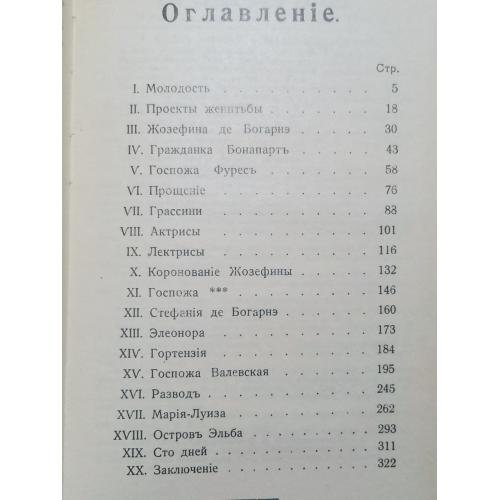 Оглавленіе.
Стр.
I. Молодость 5
II. Проекты женитьбы 18
III. Жозефина де Богарнэ 30
IV. Гражданка Бонапартъ 43
V. Госпожа Фуресъ 58
VI. Прощеніе 76
VII. Грассини 88
VIII. Актрисы 101
IX. Лектрисы 116
X. Коронованіе Жозефины 132
XI. Госпожа *** 146
XII. Стефанія де Богарнэ 160
XIII. Элеонора 173
XIV. Гортензія 184
XV. Госпожа Валевская 195
XVI. Разводъ 245
XVII. Марія-Луиза 262
XVIII. Островъ Эльба 293
XIX. Сто дней 311
XX. Заключеніе 322